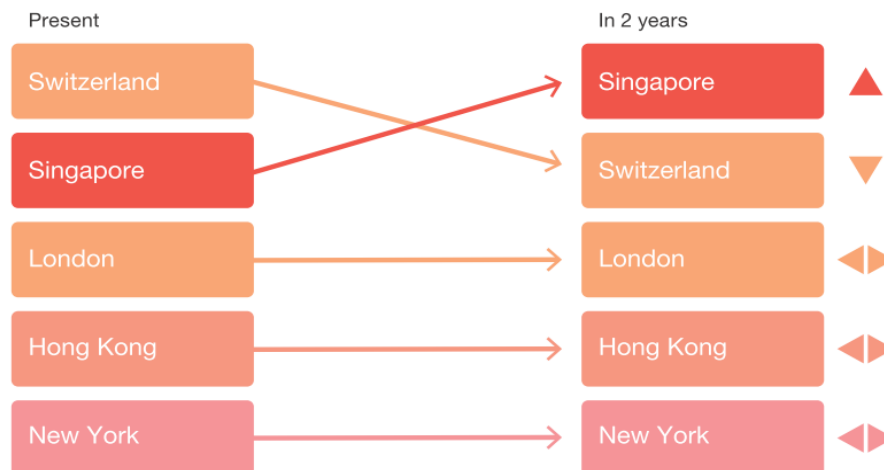 Present
In 2 years
Switzerland
Singapore
Singapore
Switzerland
London
London
Hong Kong
Hong Kong
New York
New York